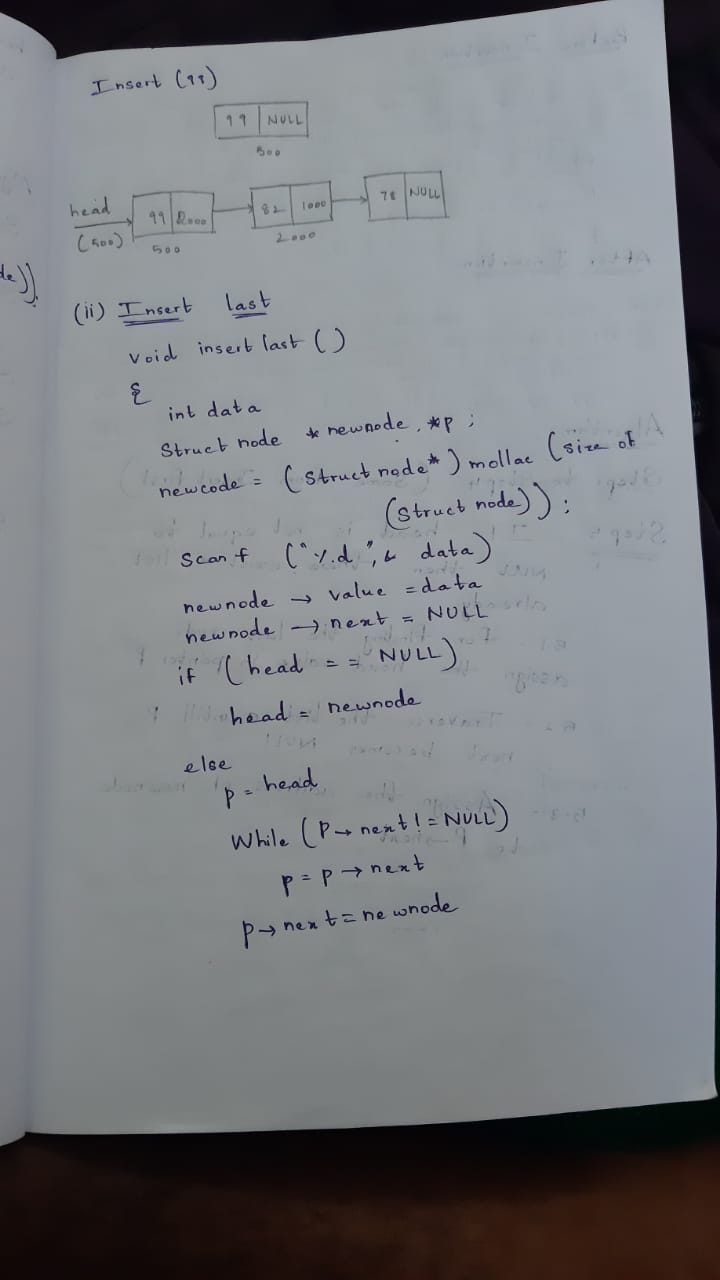 Insert (99)
99 | NULL
500
head
(500)
99 | 2000
500
82 | 1000
2000
78 | NULL
de)).
(ii) Insert last
void insert last ()
{
int data
Struct node * newnode, *p ;
newcode = (Struct node*) mollac (size of
(Struct node)) ;
Scan f ("%d", & data)
newnode → value = data
newnode → next = NULL
if (head = = NULL)
head = newnode
else
p = head
While (P → next ! = NULL)
p = p → next
p → next = newnode